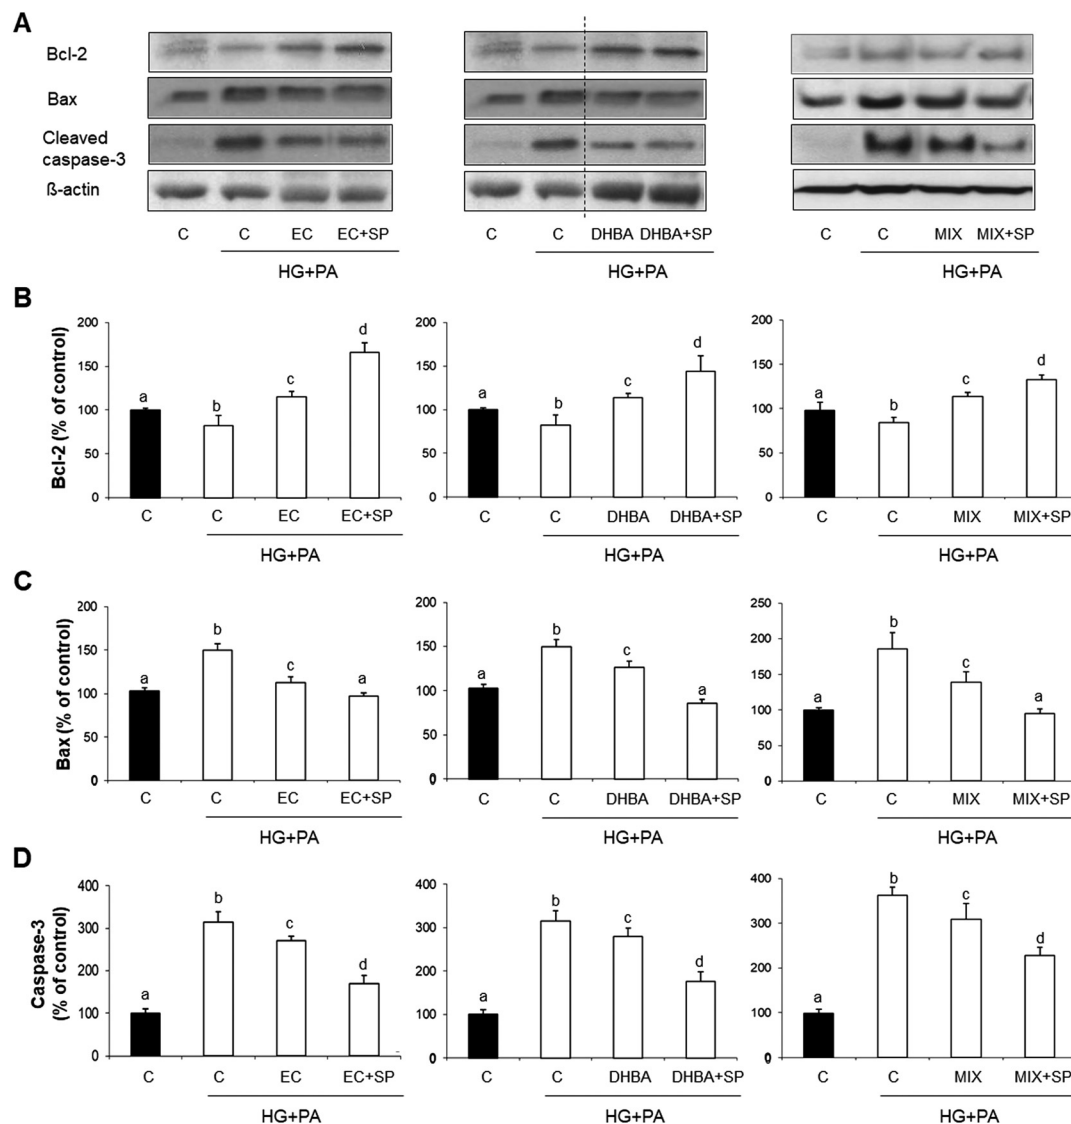 A
Bcl-2
Bax
Cleaved
caspase-3
ß-actin
C C EC EC+SP
HG+PA
C C DHBA DHBA+SP
HG+PA
C C MIX MIX+SP
HG+PA
B
Bcl-2 (% of control)
200
150
100
50
0
a b c d
C C EC EC+SP
HG+PA
200
150
100
50
0
a b c d
C C DHBA DHBA+SP
HG+PA
200
150
100
50
0
a b c d
C C MIX MIX+SP
HG+PA
C
Bax (% of control)
200
150
100
50
0
a b c a
C C EC EC+SP
HG+PA
200
150
100
50
0
a b c a
C C DHBA DHBA+SP
HG+PA
250
200
150
100
50
0
a b c a
C C MIX MIX+SP
HG+PA
D
Caspase-3
(% of control)
400
300
200
100
0
a b c d
C C EC EC+SP
HG+PA
400
300
200
100
0
a b c d
C C DHBA DHBA+SP
HG+PA
400
300
200
100
0
a b c d
C C MIX MIX+SP
HG+PA